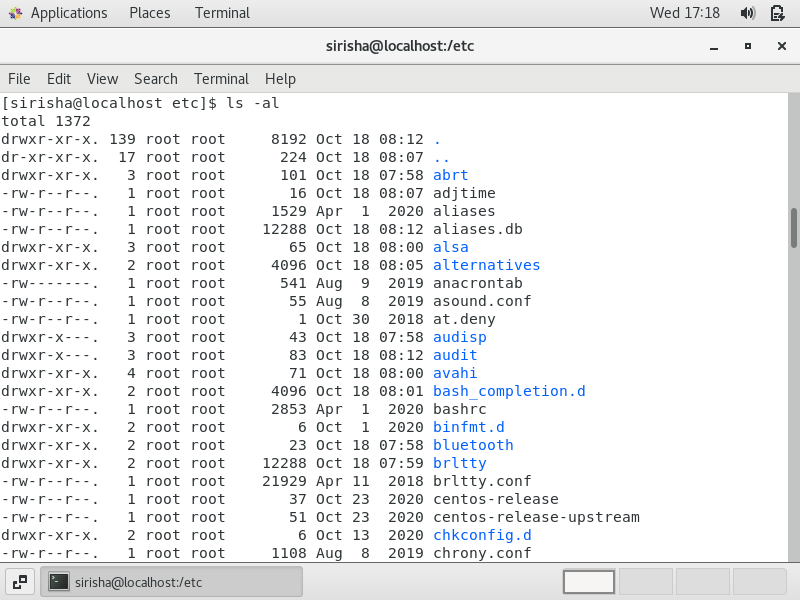 Applications Places Terminal Wed 17:18
sirisha@localhost:/etc
File Edit View Search Terminal Help
[sirisha@localhost etc]$ ls -al
total 1372
drwxr-xr-x. 139 root root     8192 Oct 18 08:12 .
dr-xr-xr-x.  17 root root      224 Oct 18 08:07 ..
drwxr-xr-x.   3 root root      101 Oct 18 07:58 abrt
-rw-r--r--.   1 root root       16 Oct 18 08:07 adjtime
-rw-r--r--.   1 root root     1529 Apr  1  2020 aliases
-rw-r--r--.   1 root root    12288 Oct 18 08:12 aliases.db
drwxr-xr-x.   3 root root       65 Oct 18 08:00 alsa
drwxr-xr-x.   2 root root     4096 Oct 18 08:05 alternatives
-rw-------.   1 root root      541 Aug  9  2019 anacrontab
-rw-r--r--.   1 root root       55 Aug  8  2019 asound.conf
-rw-r--r--.   1 root root        1 Oct 30  2018 at.deny
drwxr-x---.   3 root root       43 Oct 18 07:58 audisp
drwxr-x---.   3 root root       83 Oct 18 08:12 audit
drwxr-xr-x.   4 root root       71 Oct 18 08:00 avahi
drwxr-xr-x.   2 root root     4096 Oct 18 08:01 bash_completion.d
-rw-r--r--.   1 root root     2853 Apr  1  2020 bashrc
drwxr-xr-x.   2 root root        6 Oct  1  2020 binfmt.d
drwxr-xr-x.   2 root root       23 Oct 18 07:58 bluetooth
drwxr-xr-x.   2 root root    12288 Oct 18 07:59 brltty
-rw-r--r--.   1 root root    21929 Apr 11  2018 brltty.conf
-rw-r--r--.   1 root root       37 Oct 23  2020 centos-release
-rw-r--r--.   1 root root       51 Oct 23  2020 centos-release-upstream
drwxr-xr-x.   2 root root        6 Oct 13  2020 chkconfig.d
-rw-r--r--.   1 root root     1108 Aug  8  2019 chrony.conf
sirisha@localhost:/etc